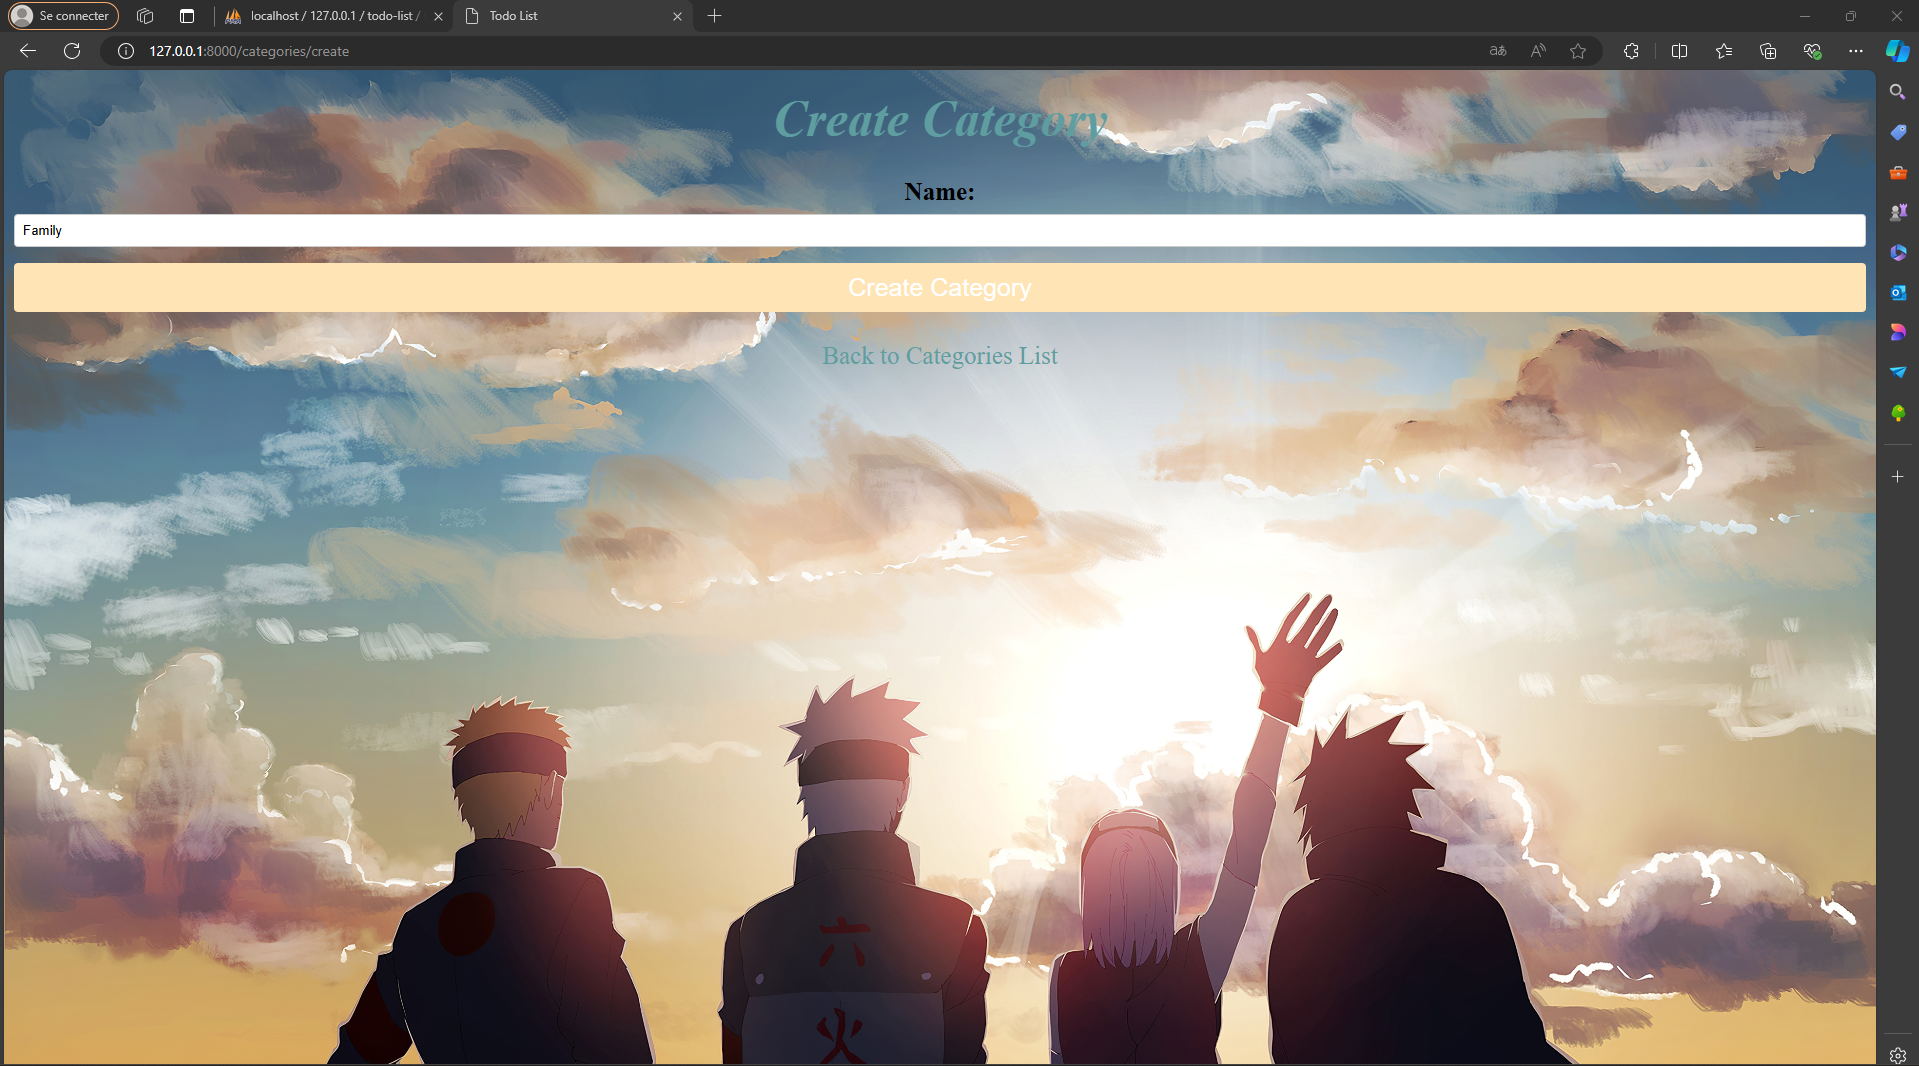 Se connecter
localhost / 127.0.0.1 / todo-list /
Todo List
127.0.0.1:8000/categories/create
Create Category
Name:
Family
Create Category
Back to Categories List
六
火